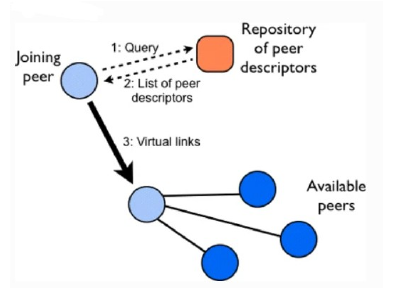 Joining
peer
1: Query
Repository
of peer
descriptors
2: List of peer
descriptors
3: Virtual links
Available
peers